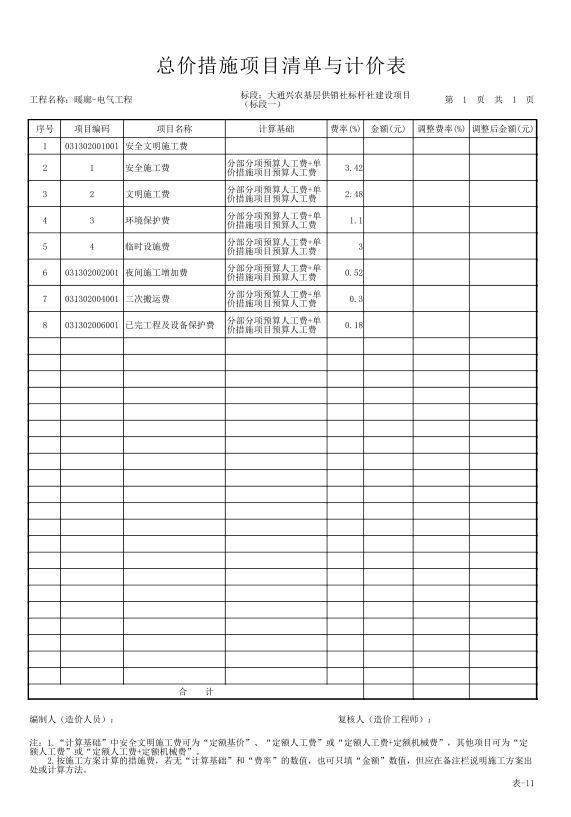 总价措施项目清单与计价表
工程名称：暖廊-电气工程
标段：大通兴农基层供销社标杆社建设项目
（标段一）
第 1 页 共 1 页
序号 项目编码 项目名称 计算基础 费率(%) 金额(元) 调整费率(%) 调整后金额(元)
1 031302001001 安全文明施工费
2 1 安全施工费 分部分项预算人工费+单
价措施项目预算人工费 3.42
3 2 文明施工费 分部分项预算人工费+单
价措施项目预算人工费 2.48
4 3 环境保护费 分部分项预算人工费+单
价措施项目预算人工费 1.1
5 4 临时设施费 分部分项预算人工费+单
价措施项目预算人工费 3
6 031302002001 夜间施工增加费 分部分项预算人工费+单
价措施项目预算人工费 0.52
7 031302004001 二次搬运费 分部分项预算人工费+单
价措施项目预算人工费 0.3
8 031302006001 已完工程及设备保护费 分部分项预算人工费+单
价措施项目预算人工费 0.18
合 计
编制人（造价人员）： 复核人（造价工程师）：
注：1.“计算基础”中安全文明施工费可为“定额基价”、“定额人工费”或“定额人工费+定额机械费”，其他项目可为“定
额人工费”或“定额人工费+定额机械费”。
2.按施工方案计算的措施费，若无“计算基础”和“费率”的数值，也可只填“金额”数值，但应在备注栏说明施工方案出
处或计算方法。
表-11